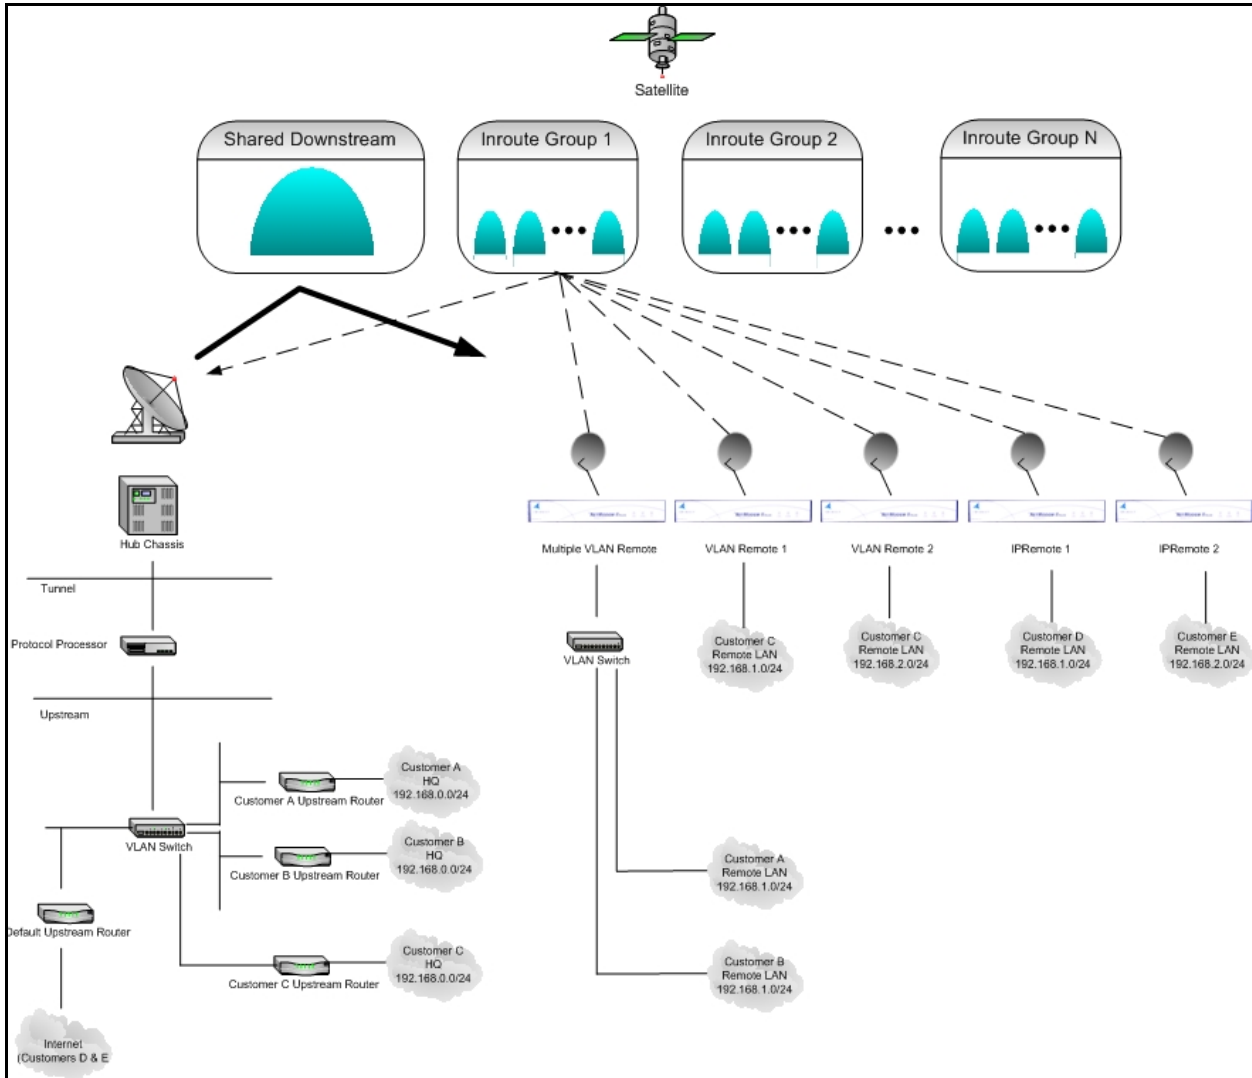 Satellite
Shared Downstream
Inroute Group 1
Inroute Group 2
Inroute Group N
Hub Chassis
Tunnel
Protocol Processor
Upstream
VLAN Switch
Default Upstream Router
Internet
(Customers D & E
Customer A Upstream Router
Customer A
HQ
192.168.0.0/24
Customer B Upstream Router
Customer B
HQ
192.168.0.0/24
Customer C Upstream Router
Customer C
HQ
192.168.0.0/24
Multiple VLAN Remote
VLAN Remote 1
VLAN Remote 2
IPRemote 1
IPRemote 2
VLAN Switch
Customer C
Remote LAN
192.168.1.0/24
Customer C
Remote LAN
192.168.2.0/24
Customer D
Remote LAN
192.168.1.0/24
Customer E
Remote LAN
192.168.2.0/24
Customer A
Remote LAN
192.168.1.0/24
Customer B
Remote LAN
192.168.1.0/24